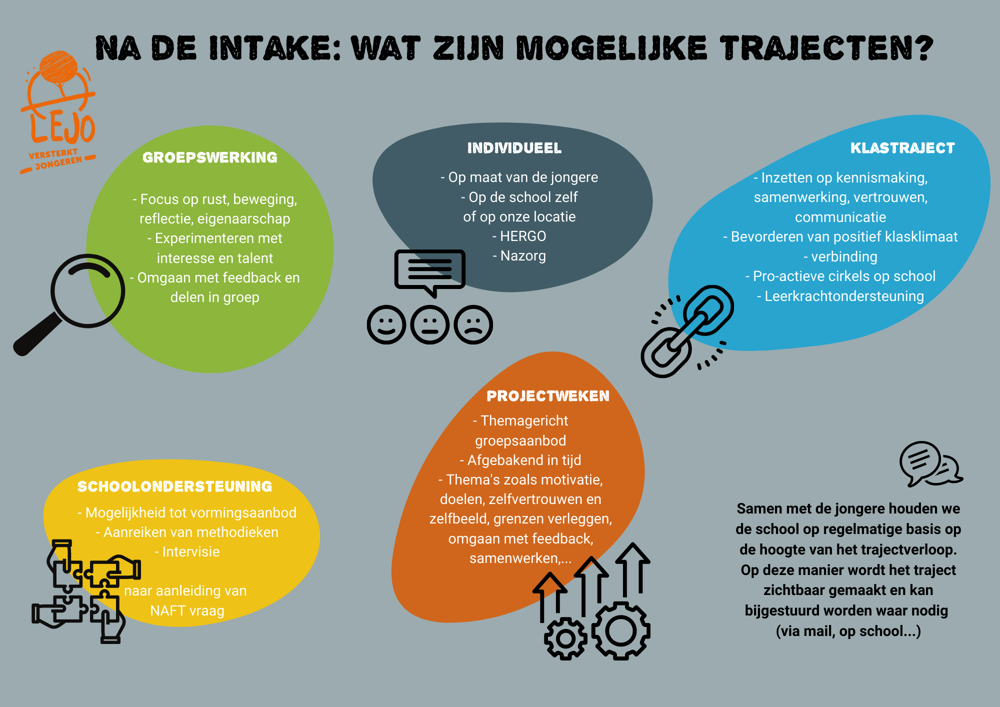 NA DE INTAKE: WAT ZIJN MOGELIJKE TRAJECTEN?
LEJO
VERSTERKT
JONGEREN
GROEPSWERKING
- Focus op rust, beweging,
reflectie, eigenaarschap
- Experimenteren met
interesse en talent
- Omgaan met feedback en
delen in groep
INDIVIDUEEL
- Op maat van de jongere
- Op de school zelf
of op onze locatie
- HERGO
- Nazorg
KLASTRAJECT
- Inzetten op kennismaking,
samenwerking, vertrouwen,
communicatie
- Bevorderen van positief klasklimaat
- verbinding
- Pro-actieve cirkels op school
- Leerkrachtondersteuning
SCHOOLONDERSTEUNING
- Mogelijkheid tot vormingsaanbod
- Aanreiken van methodieken
- Intervisie
naar aanleiding van
NAFT vraag
PROJECTWEKEN
- Themagericht
groepsaanbod
- Afgebakend in tijd
- Thema's zoals motivatie,
doelen, zelfvertrouwen en
zelfbeeld, grenzen verleggen,
omgaan met feedback,
samenwerken,...
Samen met de jongere houden we
de school op regelmatige basis op
de hoogte van het trajectverloop.
Op deze manier wordt het traject
zichtbaar gemaakt en kan
bijgestuurd worden waar nodig
(via mail, op school...)